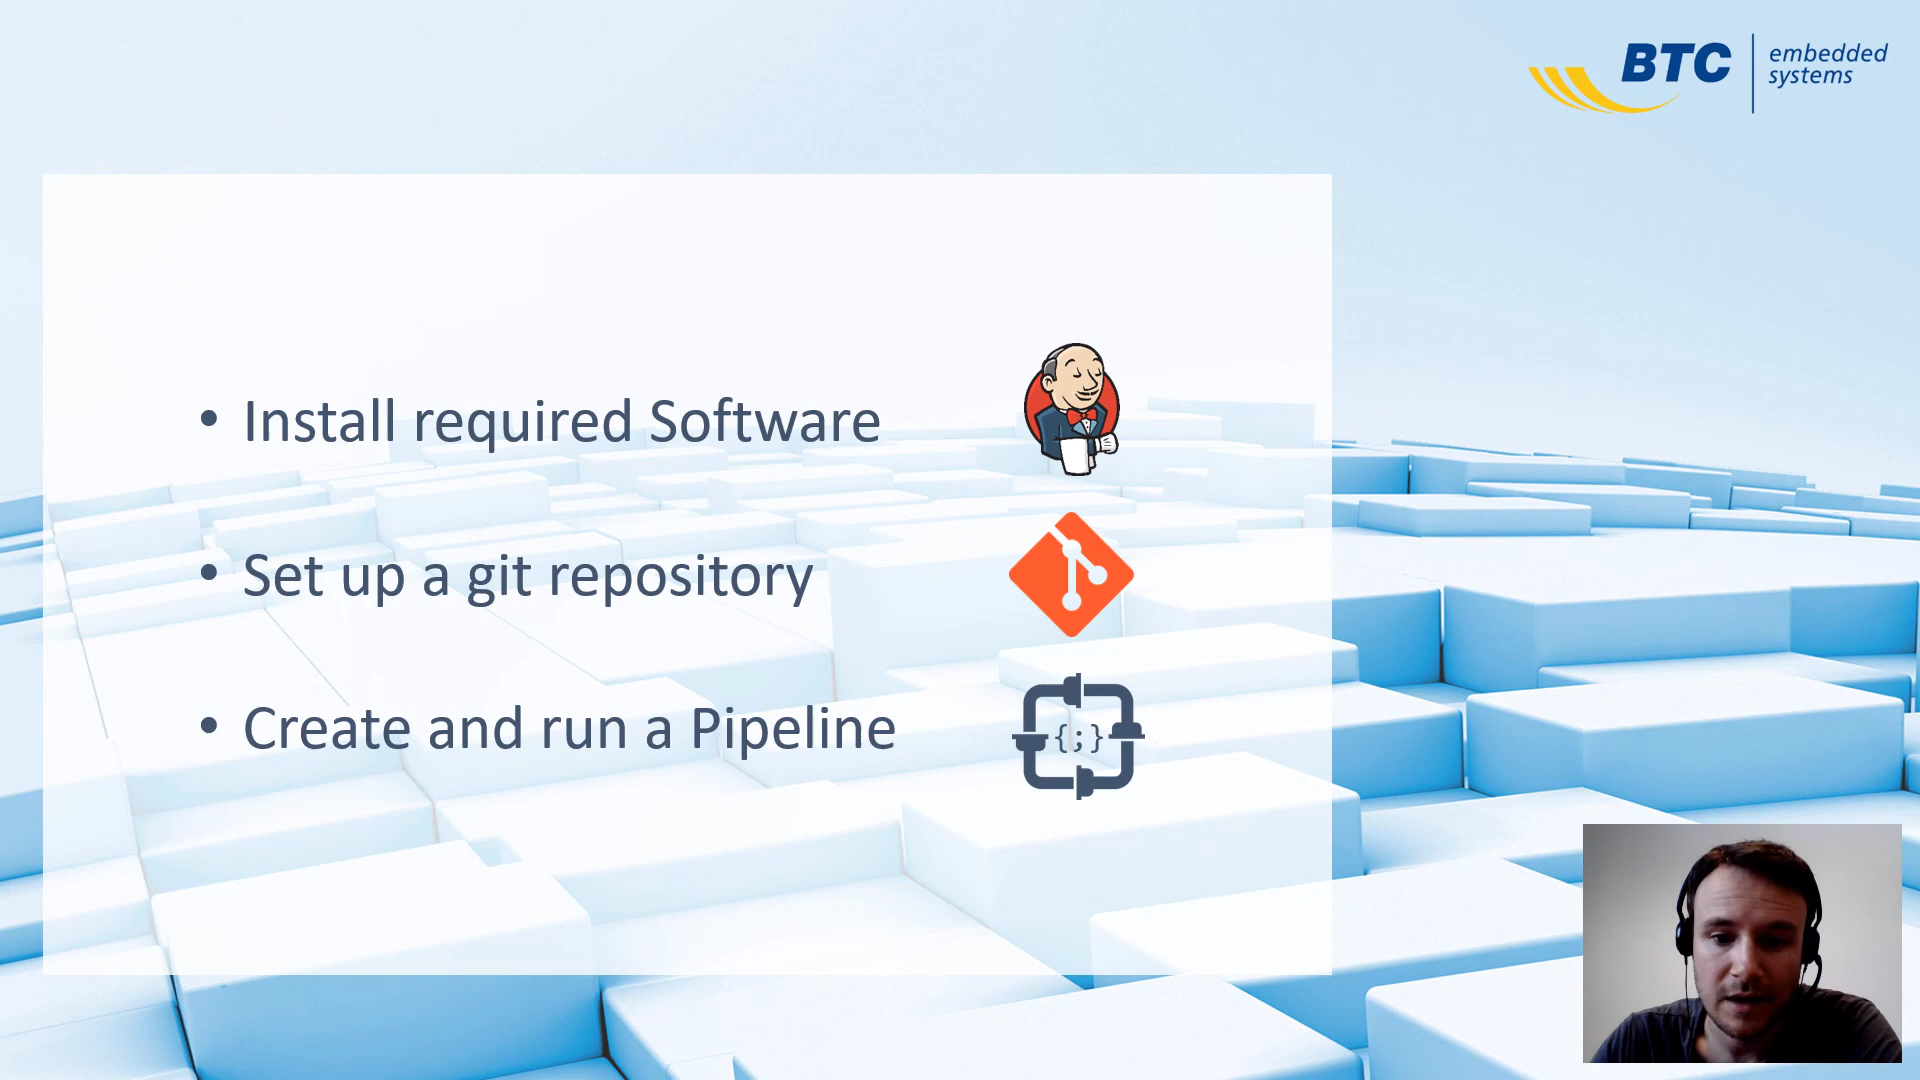 BTC
embedded
systems
• Install required Software
• Set up a git repository
• Create and run a Pipeline
{;}